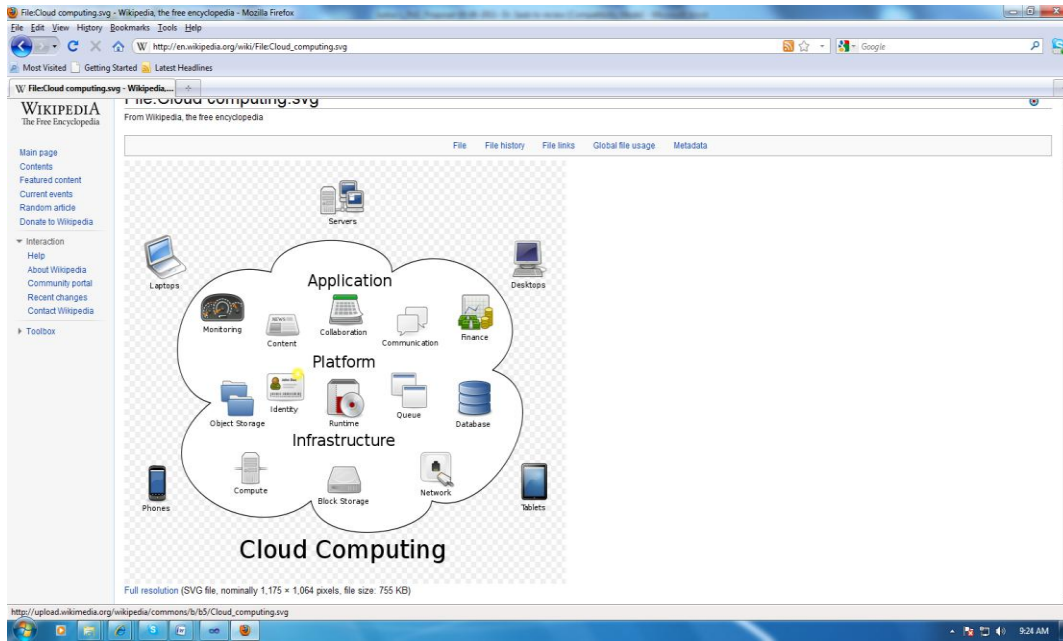 File:Cloud computing.svg - Wikipedia, the free encyclopedia - Mozilla Firefox
File Edit View History Bookmarks Tools Help
W http://en.wikipedia.org/wiki/File:Cloud_computing.svg
Google
Most Visited Getting Started Latest Headlines
W File:Cloud computing.svg - Wikipedia,...
WIKIPEDIA
The Free Encyclopedia
File:Cloud computing.svg
From Wikipedia, the free encyclopedia
File File history File links Global file usage Metadata
Main page
Contents
Featured content
Current events
Random article
Donate to Wikipedia
Interaction
Help
About Wikipedia
Community portal
Recent changes
Contact Wikipedia
Toolbox
Servers
Laptops
Desktops
Application
Monitoring
NEWS
Content
Collaboration
Communication
Finance
Platform
Object Storage
Identity
Runtime
Queue
Database
Infrastructure
Compute
Block Storage
Network
Phones
Tablets
Cloud Computing
Full resolution (SVG file, nominally 1,175 × 1,064 pixels, file size: 755 KB)
http://upload.wikimedia.org/wikipedia/commons/b/b5/Cloud_computing.svg
9:24 AM